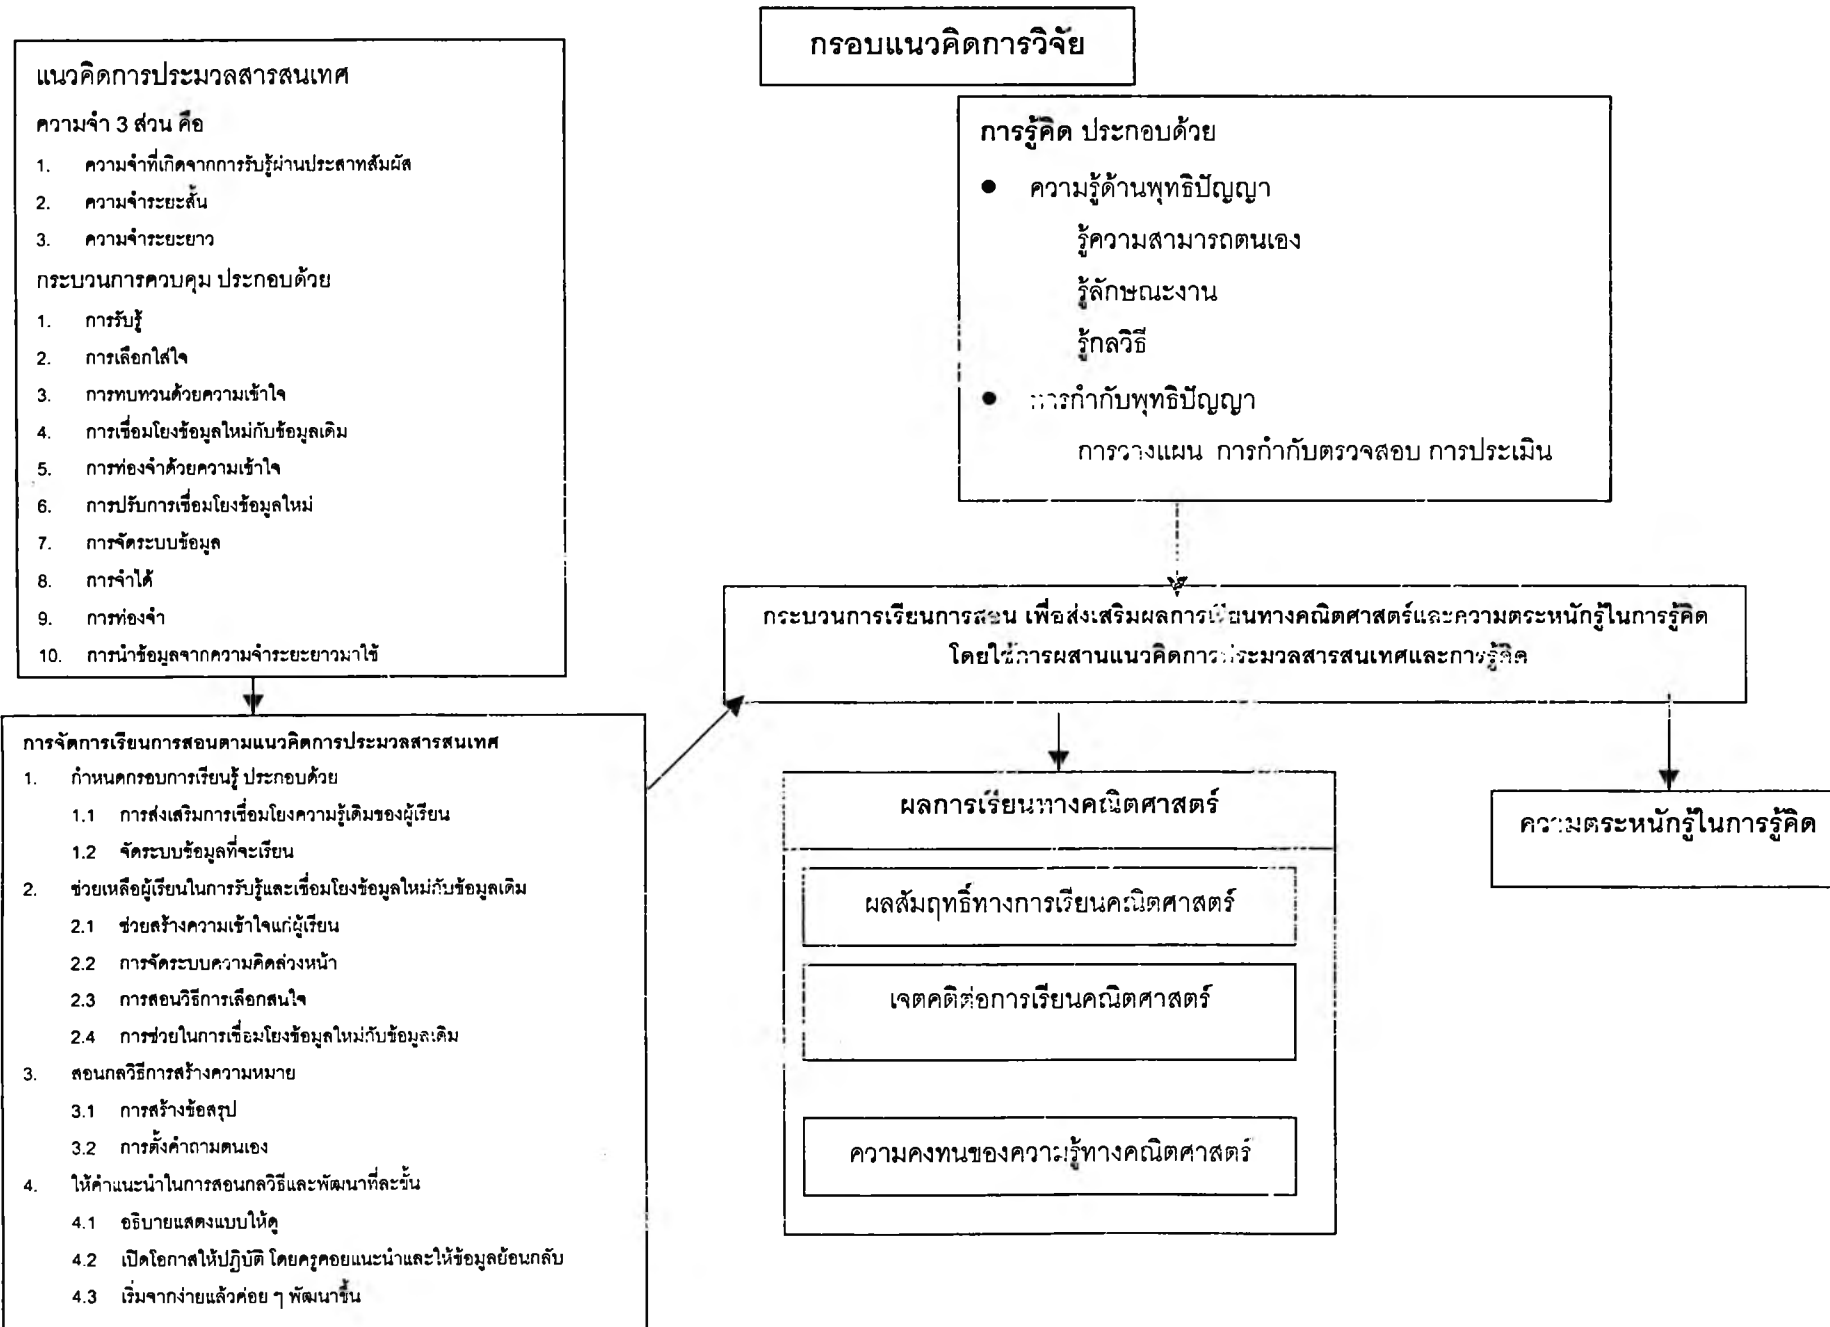 กรอบแนวคิดการวิจัย
แนวคิดการประมวลสารสนเทศ
ความจำ 3 ส่วน คือ
1. ความจำที่เกิดจากการรับรู้ผ่านประสาทสัมผัส
2. ความจำระยะสั้น
3. ความจำระยะยาว
กระบวนการควบคุม ประกอบด้วย
1. การรับรู้
2. การเลือกใส่ใจ
3. การทบทวนด้วยความเข้าใจ
4. การเชื่อมโยงข้อมูลใหม่กับข้อมูลเดิม
5. การท่องจำด้วยความเข้าใจ
6. การปรับการเชื่อมโยงข้อมูลใหม่
7. การจัดระบบข้อมูล
8. การจำได้
9. การท่องจำ
10. การนำข้อมูลจากความจำระยะยาวมาใช้
การจัดการเรียนการสอนตามแนวคิดการประมวลสารสนเทศ
1. กำหนดกรอบการเรียนรู้ ประกอบด้วย
1.1 การส่งเสริมการเชื่อมโยงความรู้เดิมของผู้เรียน
1.2 จัดระบบข้อมูลที่จะเรียน
2. ช่วยเหลือผู้เรียนในการรับรู้และเชื่อมโยงข้อมูลใหม่กับข้อมูลเดิม
2.1 ช่วยสร้างความเข้าใจแก่ผู้เรียน
2.2 การจัดระบบความคิดล่วงหน้า
2.3 การสอนวิธีการเลือกสนใจ
2.4 การช่วยในการเชื่อมโยงข้อมูลใหม่กับข้อมูลเดิม
3. สอนกลวิธีการสร้างความหมาย
3.1 การสร้างข้อสรุป
3.2 การตั้งคำถามตนเอง
4. ให้คำแนะนำในการสอนกลวิธีและพัฒนาทีละขั้น
4.1 อธิบายแสดงแบบให้ดู
4.2 เปิดโอกาสให้ปฏิบัติ โดยครูคอยแนะนำและให้ข้อมูลย้อนกลับ
4.3 เริ่มจากง่ายแล้วค่อย ๆ พัฒนาขึ้น
การรู้คิด ประกอบด้วย
● ความรู้ด้านพุทธิปัญญา
รู้ความสามารถตนเอง
รู้ลักษณะงาน
รู้กลวิธี
● การกำกับพุทธิปัญญา
การวางแผน การกำกับตรวจสอบ การประเมิน
กระบวนการเรียนการสอน เพื่อส่งเสริมผลการเรียนทางคณิตศาสตร์และความตระหนักรู้ในการรู้คิด
โดยใช้การผสานแนวคิดการประมวลสารสนเทศและการรู้คิด
ผลการเรียนทางคณิตศาสตร์
ผลสัมฤทธิ์ทางการเรียนคณิตศาสตร์
เจตคติต่อการเรียนคณิตศาสตร์
ความคงทนของความรู้ทางคณิตศาสตร์
ความตระหนักรู้ในการรู้คิด